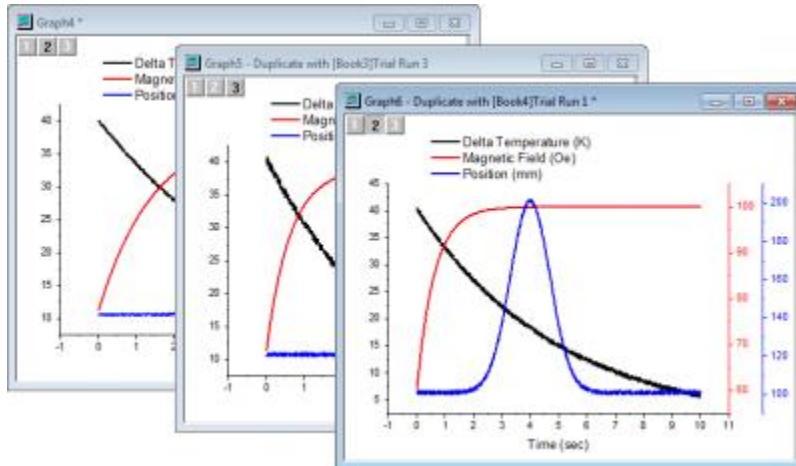 Graph4 *
1 2 3
Delta T
Magne
Position
40
35
30
25
20
15
10
-1 0 1 2
Graph5 - Duplicate with [Book3]Trial Run 3
1 2 3
Delta
Magn
Positi
40
35
30
25
20
15
10
-1 0 1
Graph6 - Duplicate with [Book4]Trial Run 1 *
1 2 3
Delta Temperature (K)
Magnetic Field (Oe)
Position (mm)
45
40
35
30
25
20
15
10
5
-1 0 1 2 3 4 5 6 7 8 9 10 11
Time (sec)
100
90
80
70
60
200
180
160
140
120
100